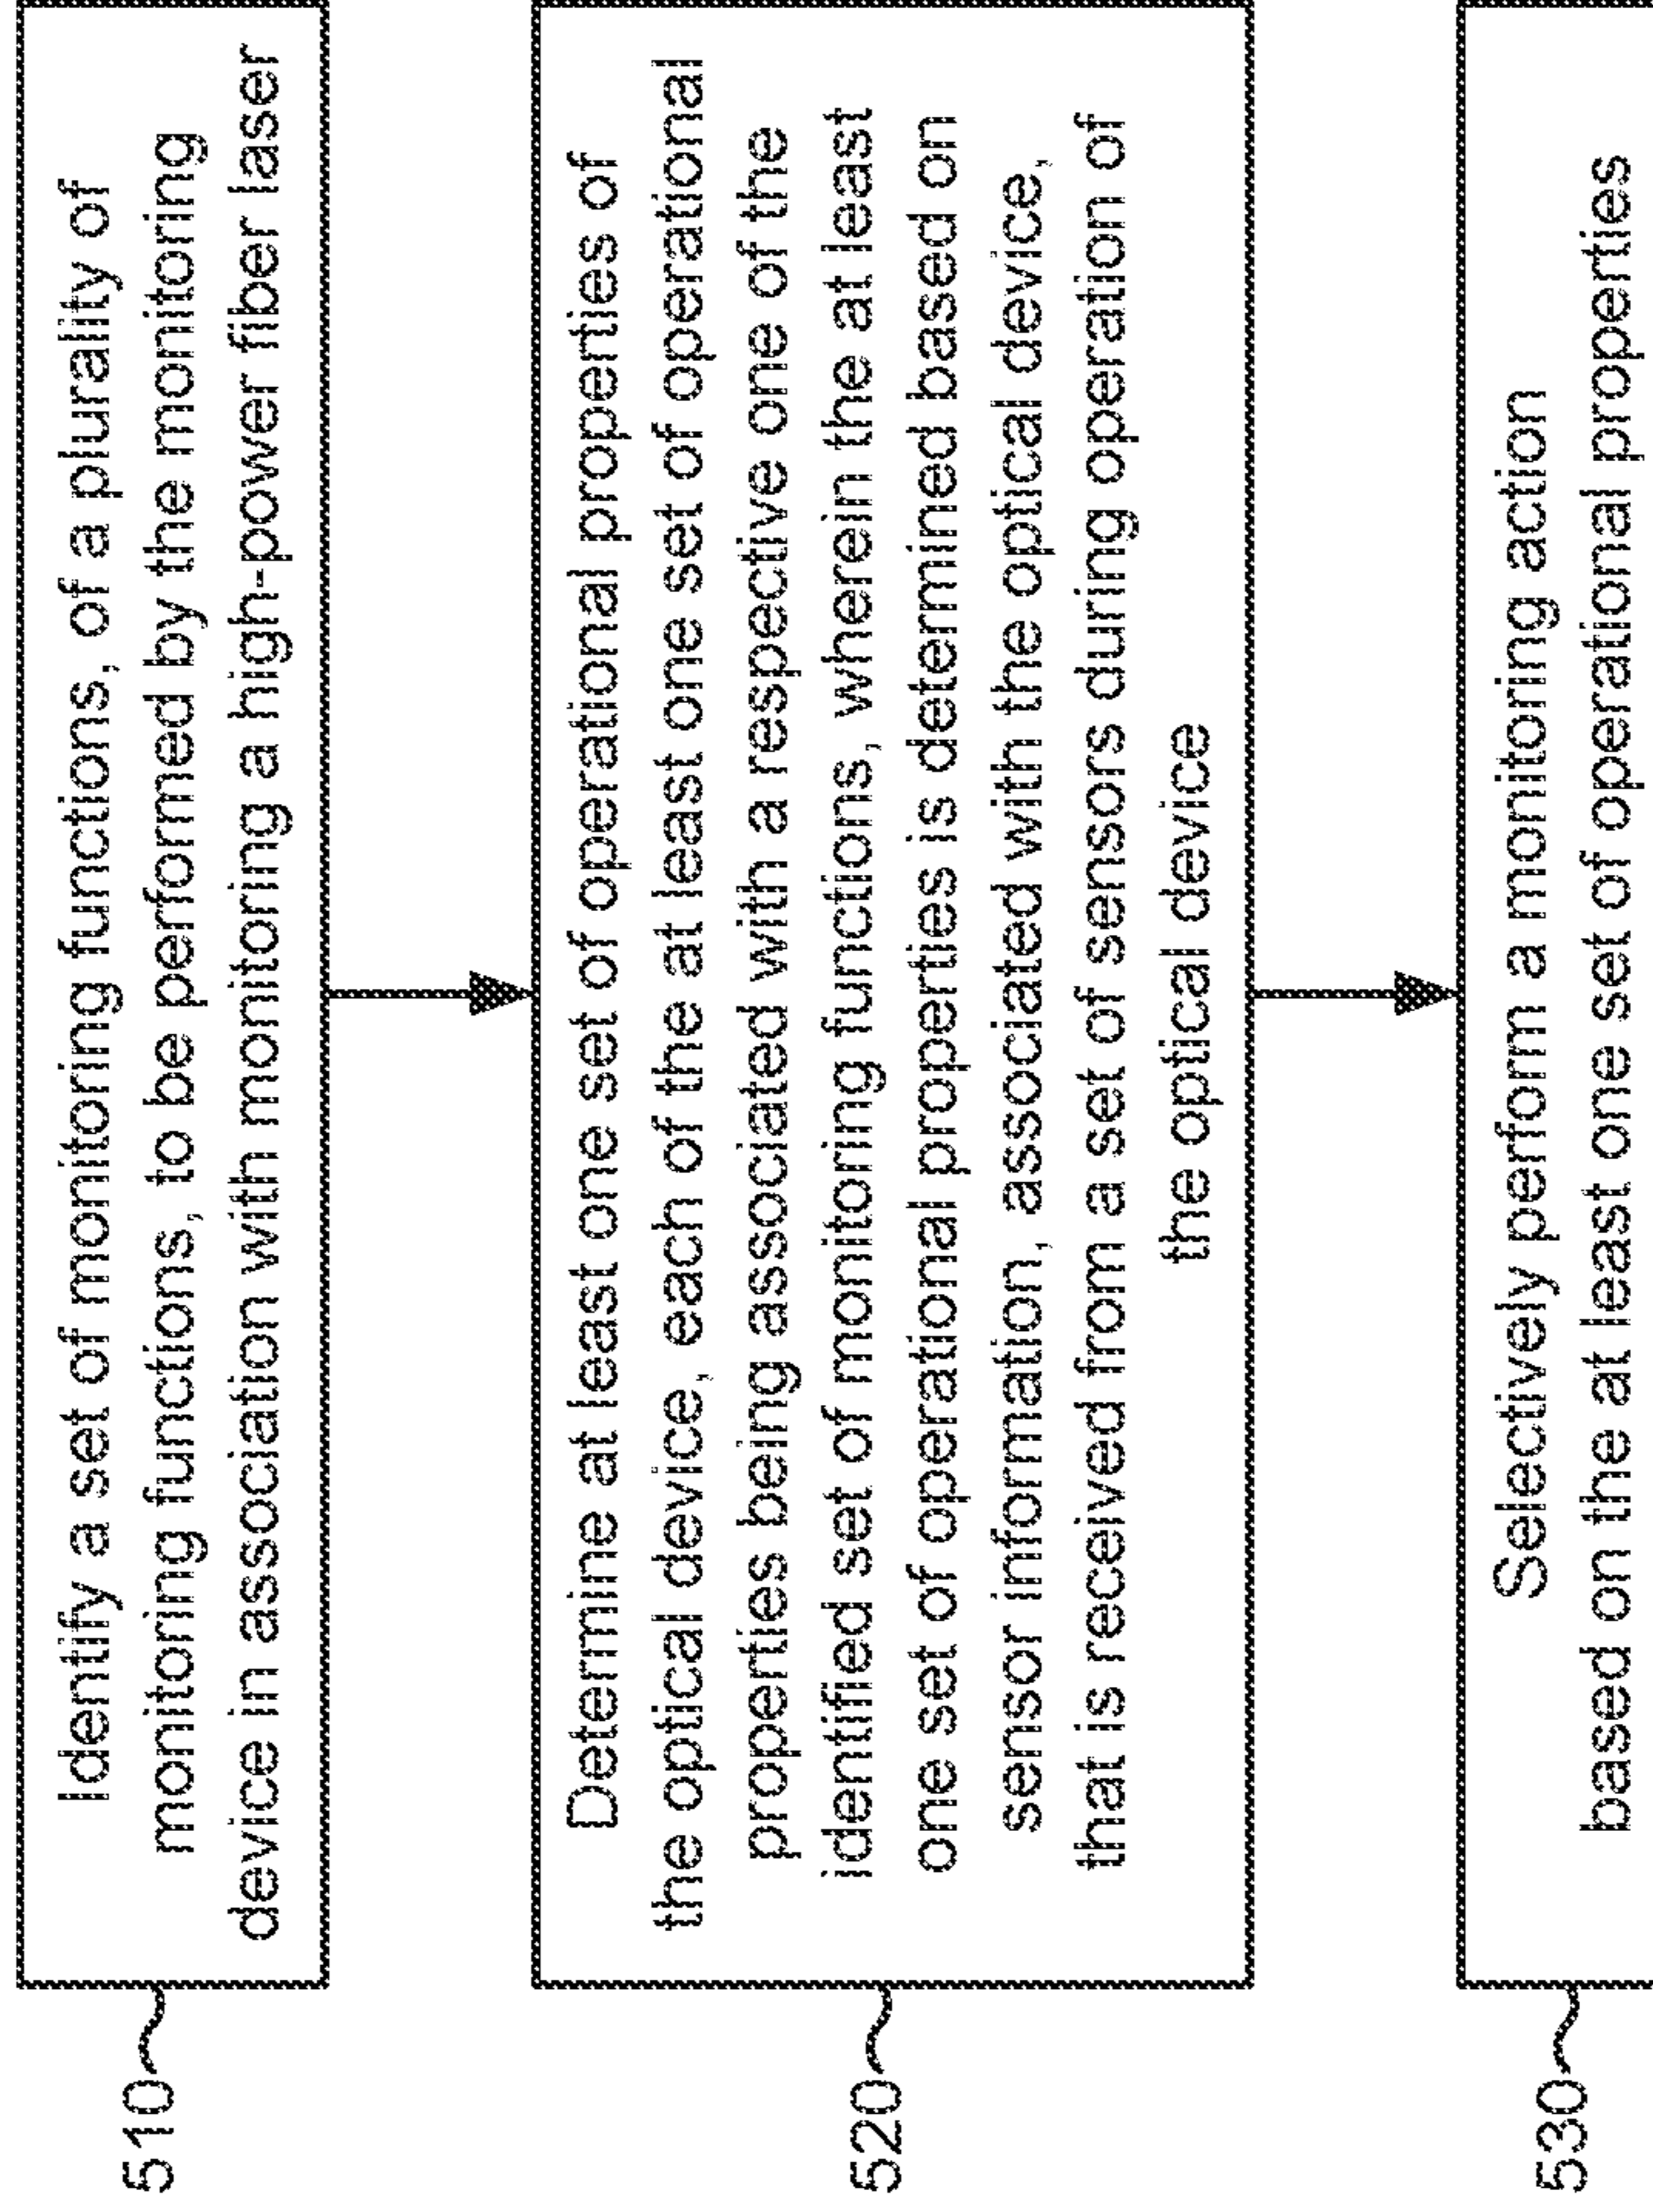 510
Identify a set of monitoring functions, of a plurality of
monitoring functions, to be performed by the monitoring
device in association with monitoring a high-power fiber laser
520
Determine at least one set of operational properties of
the optical device, each of the at least one set of operational
properties being associated with a respective one of the
identified set of monitoring functions, wherein the at least
one set of operational properties is determined based on
sensor information, associated with the optical device,
that is received from a set of sensors during operation of
the optical device
530
Selectively perform a monitoring action
based on the at least one set of operational properties